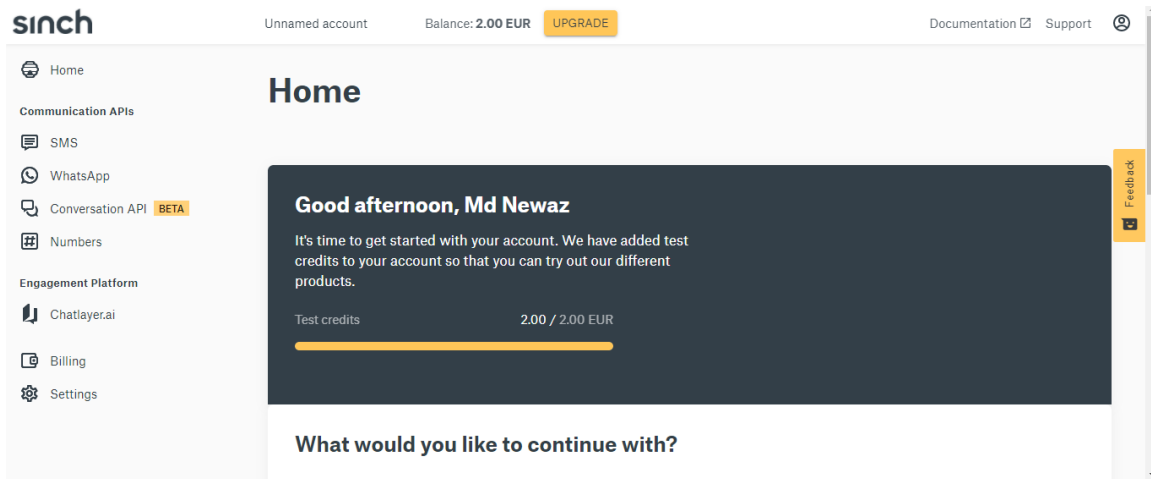 sinch
Unnamed account
Balance: 2.00 EUR
UPGRADE
Documentation
Support
Home
Communication APIs
SMS
WhatsApp
Conversation API BETA
Numbers
Engagement Platform
Chatlayer.ai
Billing
Settings
Home
Good afternoon, Md Newaz
It's time to get started with your account. We have added test
credits to your account so that you can try out our different
products.
Test credits 2.00 / 2.00 EUR
What would you like to continue with?
Feedback